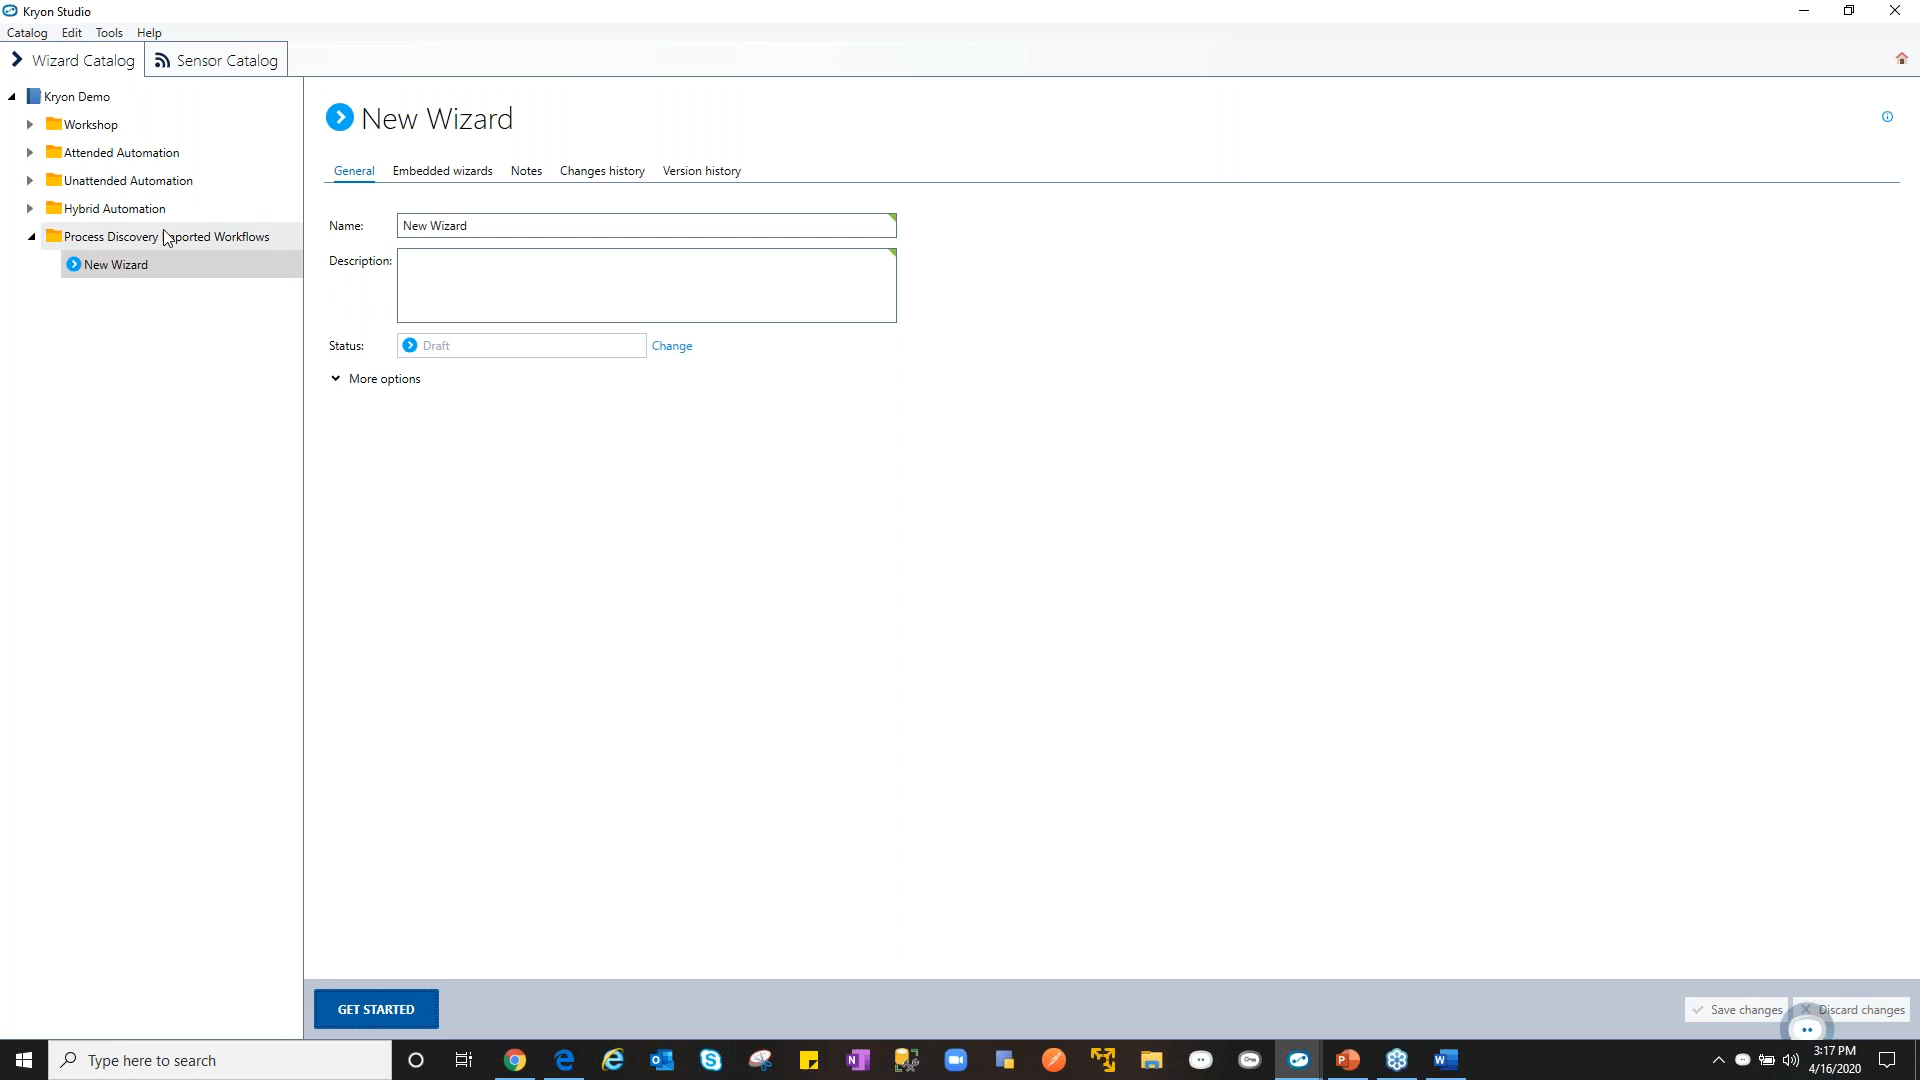 Kryon Studio
Catalog Edit Tools Help
Wizard Catalog Sensor Catalog
Kryon Demo
Workshop
Attended Automation
Unattended Automation
Hybrid Automation
Process Discovery ported Workflows
New Wizard
New Wizard
General Embedded wizards Notes Changes history Version history
Name: New Wizard
Description:
Status: Draft Change
More options
GET STARTED
Save changes Discard changes
Type here to search
3:17 PM
4/16/2020